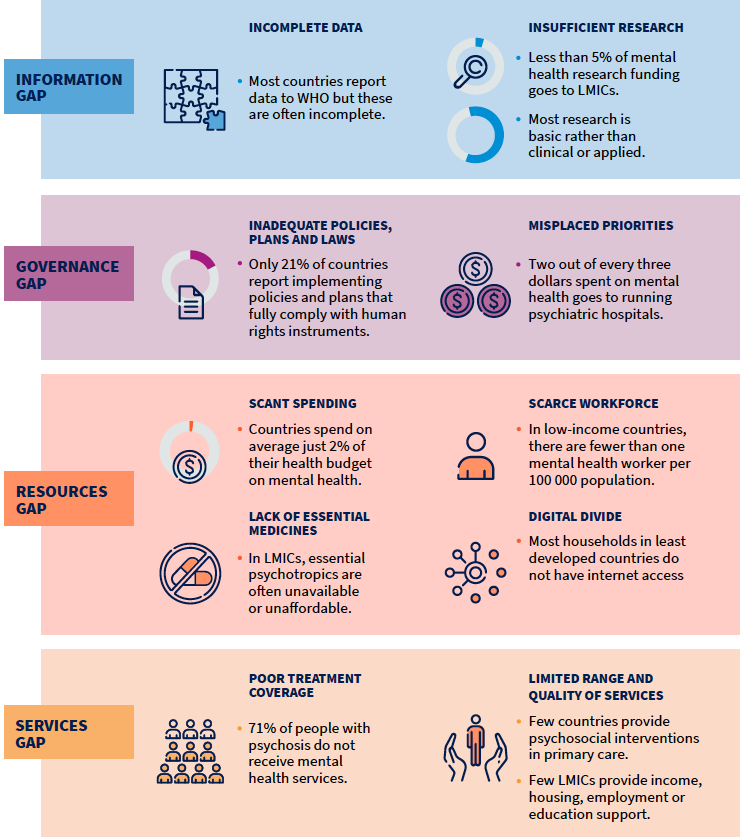 INFORMATION
GAP
INCOMPLETE DATA
• Most countries report
data to WHO but these
are often incomplete.
INSUFFICIENT RESEARCH
• Less than 5% of mental
health research funding
goes to LMICs.
• Most research is
basic rather than
clinical or applied.
GOVERNANCE
GAP
INADEQUATE POLICIES,
PLANS AND LAWS
• Only 21% of countries
report implementing
policies and plans that
fully comply with human
rights instruments.
MISPLACED PRIORITIES
• Two out of every three
dollars spent on mental
health goes to running
psychiatric hospitals.
RESOURCES
GAP
SCANT SPENDING
• Countries spend on
average just 2% of
their health budget
on mental health.
SCARCE WORKFORCE
• In low-income countries,
there are fewer than one
mental health worker per
100 000 population.
LACK OF ESSENTIAL
MEDICINES
• In LMICs, essential
psychotropics are
often unavailable
or unaffordable.
DIGITAL DIVIDE
• Most households in least
developed countries do
not have internet access
SERVICES
GAP
POOR TREATMENT
COVERAGE
• 71% of people with
psychosis do not
receive mental
health services.
LIMITED RANGE AND
QUALITY OF SERVICES
• Few countries provide
psychosocial interventions
in primary care.
• Few LMICs provide income,
housing, employment or
education support.